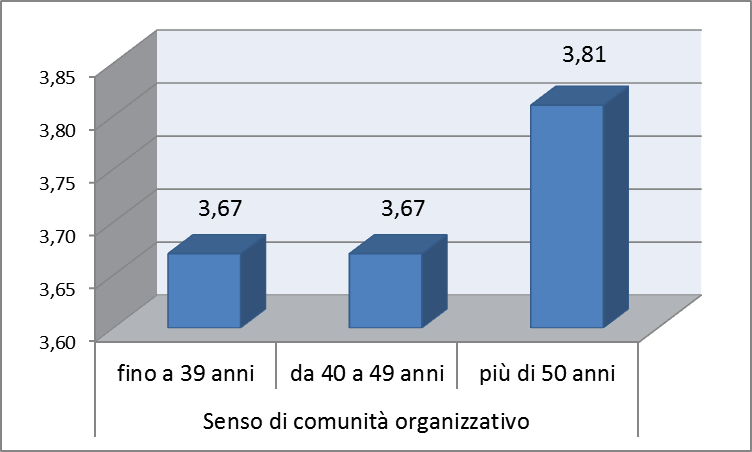 3,85
3,80
3,75
3,70
3,65
3,60
3,67
3,67
3,81
fino a 39 anni
da 40 a 49 anni
più di 50 anni
Senso di comunità organizzativo